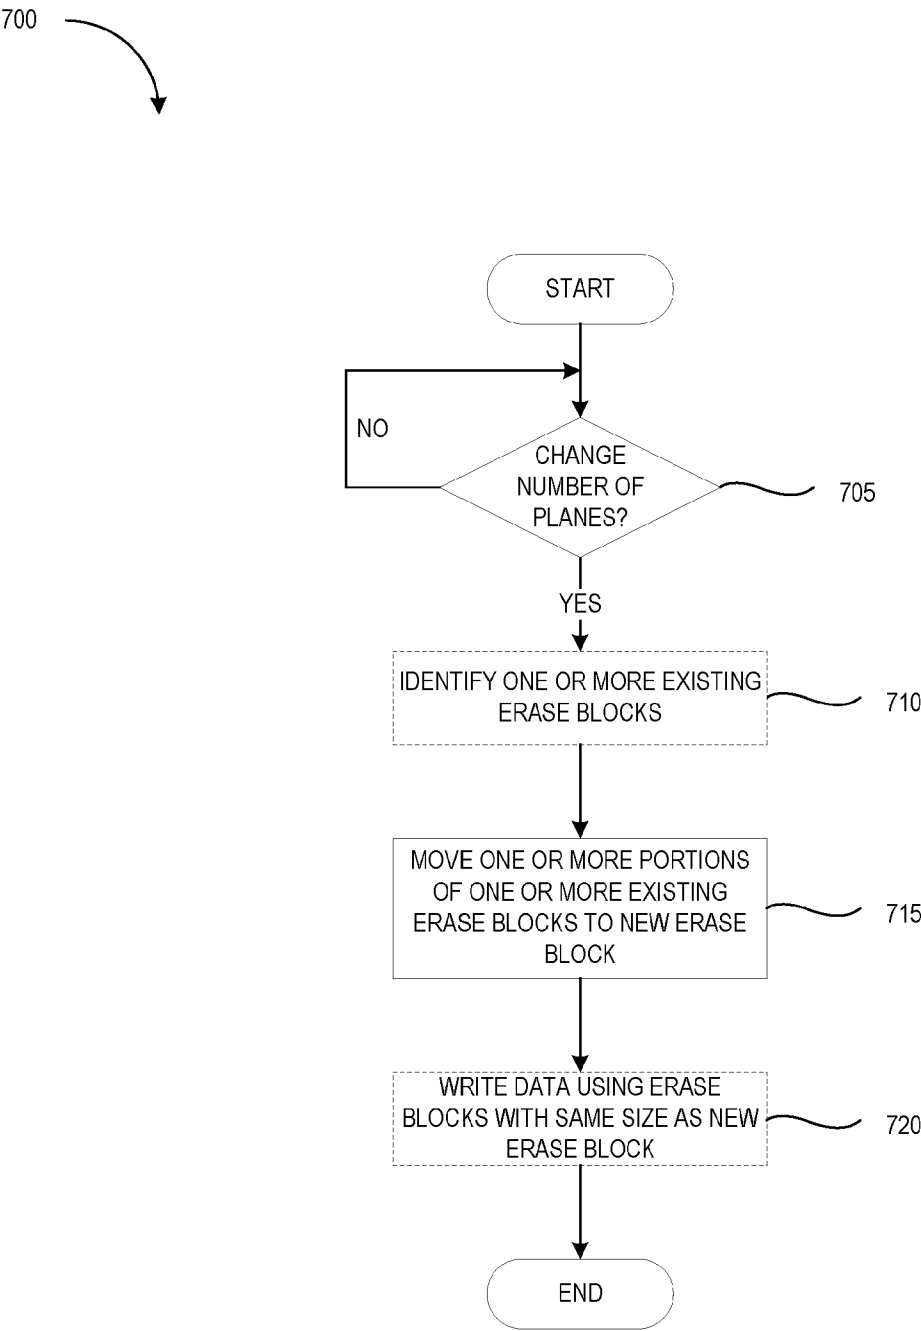 700
START
NO
CHANGE
NUMBER OF
PLANES?
705
YES
IDENTIFY ONE OR MORE EXISTING
ERASE BLOCKS
710
MOVE ONE OR MORE PORTIONS
OF ONE OR MORE EXISTING
ERASE BLOCKS TO NEW ERASE
BLOCK
715
WRITE DATA USING ERASE
BLOCKS WITH SAME SIZE AS NEW
ERASE BLOCK
720
END